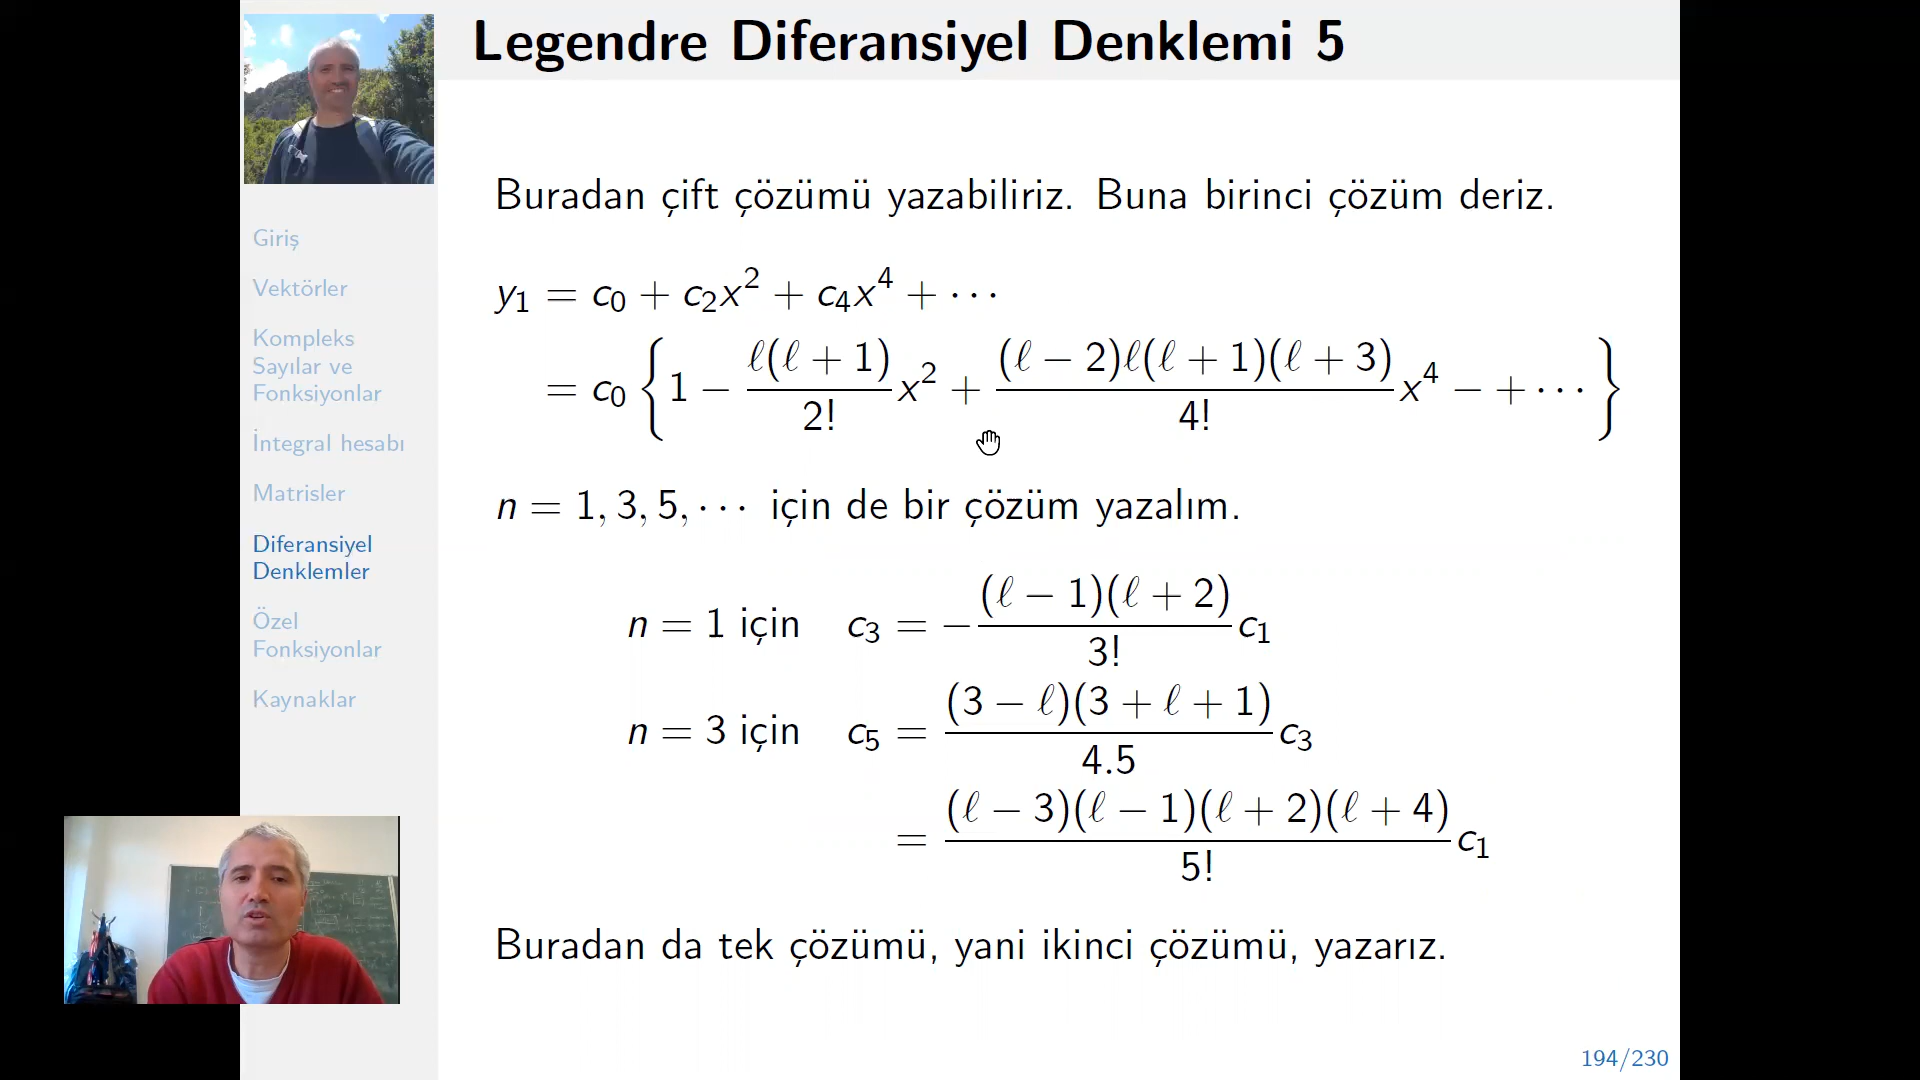 Legendre Diferansiyel Denklemi 5
Giriş
Vektörler
Kompleks
Sayılar ve
Fonksiyonlar
İntegral hesabı
Matrisler
Diferansiyel
Denklemler
Özel
Fonksiyonlar
Kaynaklar
Buradan çift çözümü yazabiliriz. Buna birinci çözüm deriz.
y₁ = c₀ + c₂x² + c₄x⁴ + ⋯
= c₀ {1 − ℓ(ℓ + 1)/2! x² + (ℓ − 2)ℓ(ℓ + 1)(ℓ + 3)/4! x⁴ − + ⋯}
n = 1, 3, 5, ⋯ için de bir çözüm yazalım.
n = 1 için c₃ = −(ℓ − 1)(ℓ + 2)/3! c₁
n = 3 için c₅ = (3 − ℓ)(3 + ℓ + 1)/4.5 c₃
= (ℓ − 3)(ℓ − 1)(ℓ + 2)(ℓ + 4)/5! c₁
Buradan da tek çözümü, yani ikinci çözümü, yazarız.
194/230